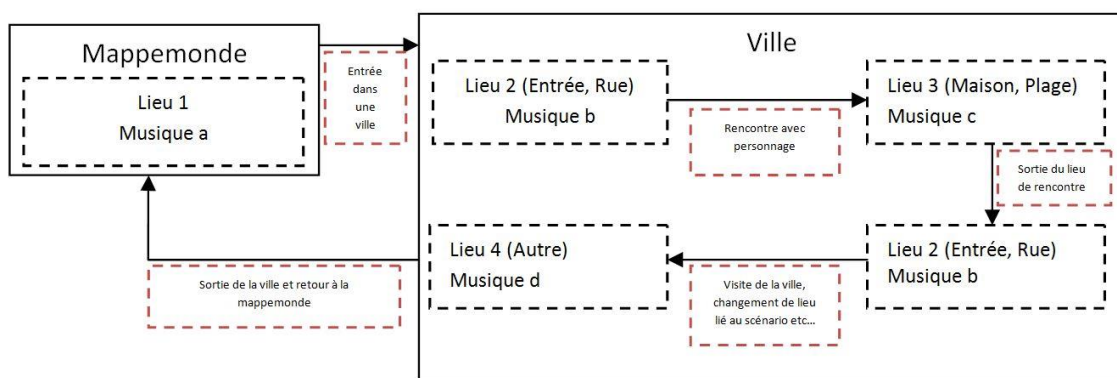 Mappemonde
Lieu 1
Musique a
Entrée
dans
une
ville
Ville
Lieu 2 (Entrée, Rue)
Musique b
Rencontre avec
personnage
Lieu 3 (Maison, Plage)
Musique c
Sortie du lieu
de rencontre
Lieu 2 (Entrée, Rue)
Musique b
Visite de la ville,
changement de lieu
lié au scénario etc...
Lieu 4 (Autre)
Musique d
Sortie de la ville et retour à la
mappemonde